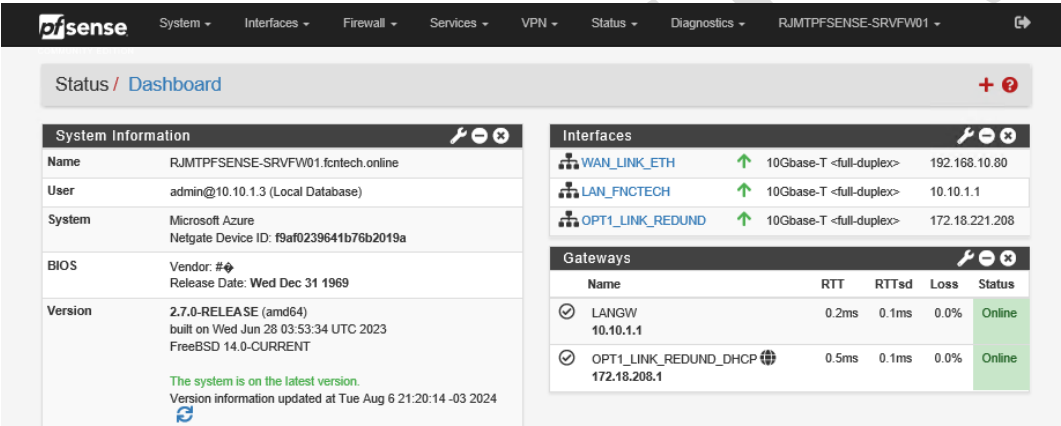 pfsense System Interfaces Firewall Services VPN Status Diagnostics RJMTPFSENSE-SRVFW01
Status / Dashboard
System Information
Name RJMTPFSENSE-SRVFW01.fcntech.online
User admin@10.10.1.3 (Local Database)
System Microsoft Azure
Netgate Device ID: f9af0239641b76b2019a
BIOS Vendor: #�
Release Date: Wed Dec 31 1969
Version 2.7.0-RELEASE (amd64)
built on Wed Jun 28 03:53:34 UTC 2023
FreeBSD 14.0-CURRENT
The system is on the latest version.
Version information updated at Tue Aug 6 21:20:14 -03 2024
Interfaces
WAN_LINK_ETH 10Gbase-T <full-duplex> 192.168.10.80
LAN_FNCTECH 10Gbase-T <full-duplex> 10.10.1.1
OPT1_LINK_REDUND 10Gbase-T <full-duplex> 172.18.221.208
Gateways
Name RTT RTTsd Loss Status
LANGW 0.2ms 0.1ms 0.0% Online
10.10.1.1
OPT1_LINK_REDUND_DHCP 0.5ms 0.1ms 0.0% Online
172.18.208.1